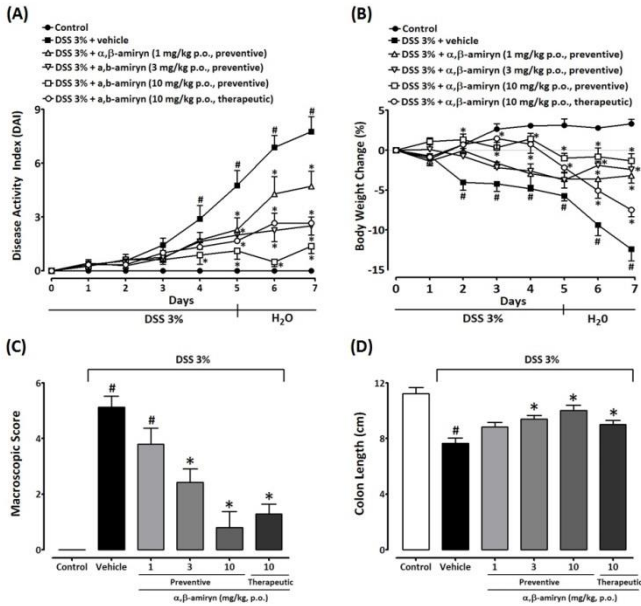 (A)
Control
DSS 3% + vehicle
DSS 3% + α,β-amiryn (1 mg/kg p.o., preventive)
DSS 3% + a,b-amiryn (3 mg/kg p.o., preventive)
DSS 3% + a,b-amiryn (10 mg/kg p.o., preventive)
DSS 3% + a,b-amiryn (10 mg/kg p.o., therapeutic)
Disease Activity Index (DAI)
9
6
3
0
# # # #
* * * * * * * * * * * *
0 1 2 3 4 5 6 7
Days
DSS 3% H₂O
(B)
Control
DSS 3% + vehicle
DSS 3% + α,β-amiryn (1 mg/kg p.o., preventive)
DSS 3% + α,β-amiryn (3 mg/kg p.o., preventive)
DSS 3% + α,β-amiryn (10 mg/kg p.o., preventive)
DSS 3% + α,β-amiryn (10 mg/kg p.o., therapeutic)
Body Weight Change (%)
5
0
-5
-10
-15
* * * * * * * * * * * *
# # # # # #
0 1 2 3 4 5 6 7
Days
DSS 3% H₂0
(C)
DSS 3%
Macroscopic Score
6
4
2
0
# # * * *
Control Vehicle 1 3 10 10
Preventive Therapeutic
α,β-amiryn (mg/kg, p.o.)
(D)
DSS 3%
Colon Length (cm)
12
8
4
0
# * * *
Control Vehicle 1 3 10 10
Preventive Therapeutic
α,β-amiryn (mg/kg, p.o.)